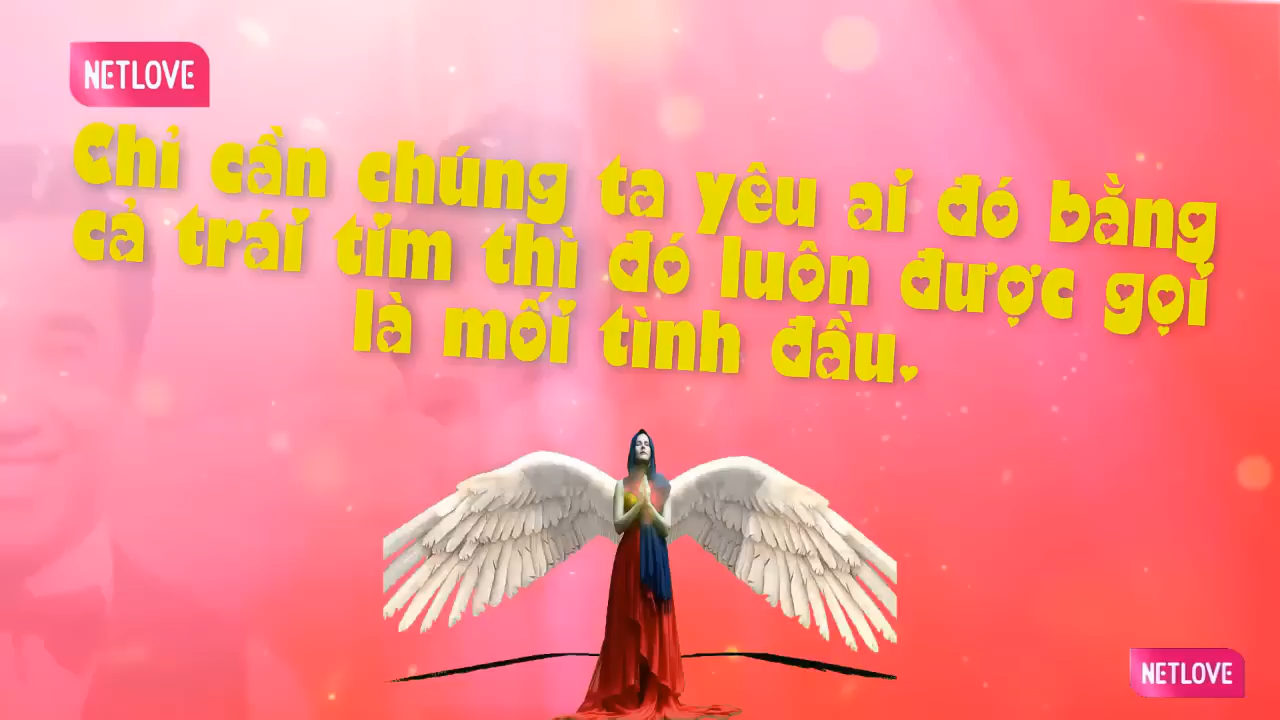 NETLOVE
Chỉ cần chúng ta yêu ai đó bằng
cả trái tim thì đó luôn được gọi
là mối tình đầu.
NETLOVE